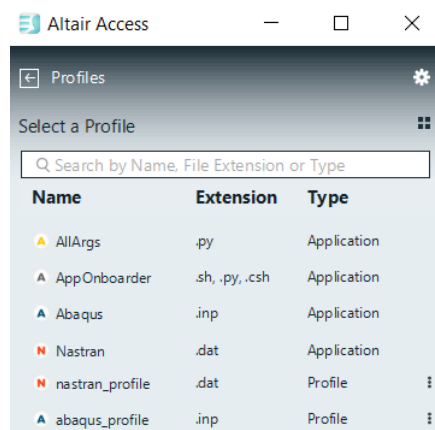 Altair Access
Profiles
Select a Profile
Search by Name, File Extension or Type
Name Extension Type
A AllArgs .py Application
A AppOnboarder .sh, .py, .csh Application
A Abaqus .inp Application
N Nastran .dat Application
N nastran_profile .dat Profile
A abaqus_profile .inp Profile